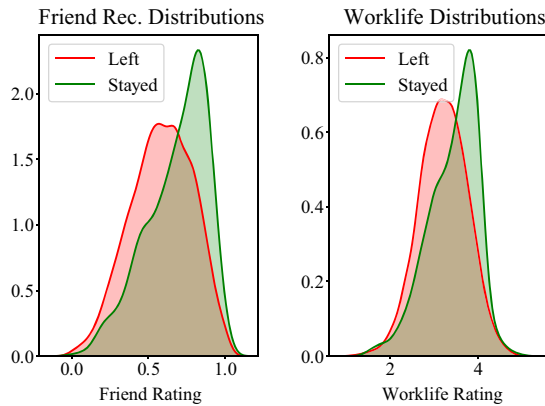 Friend Rec. Distributions
Left
Stayed
2.0
1.5
1.0
0.5
0.0
0.0 0.5 1.0
Friend Rating
Worklife Distributions
Left
Stayed
0.8
0.6
0.4
0.2
0.0
2 4
Worklife Rating